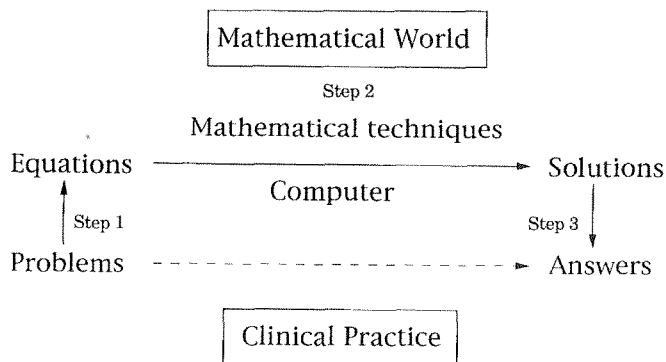 Mathematical World
Step 2
Mathematical techniques
Equations
Solutions
Computer
Step 1
Step 3
Problems
Answers
Clinical Practice